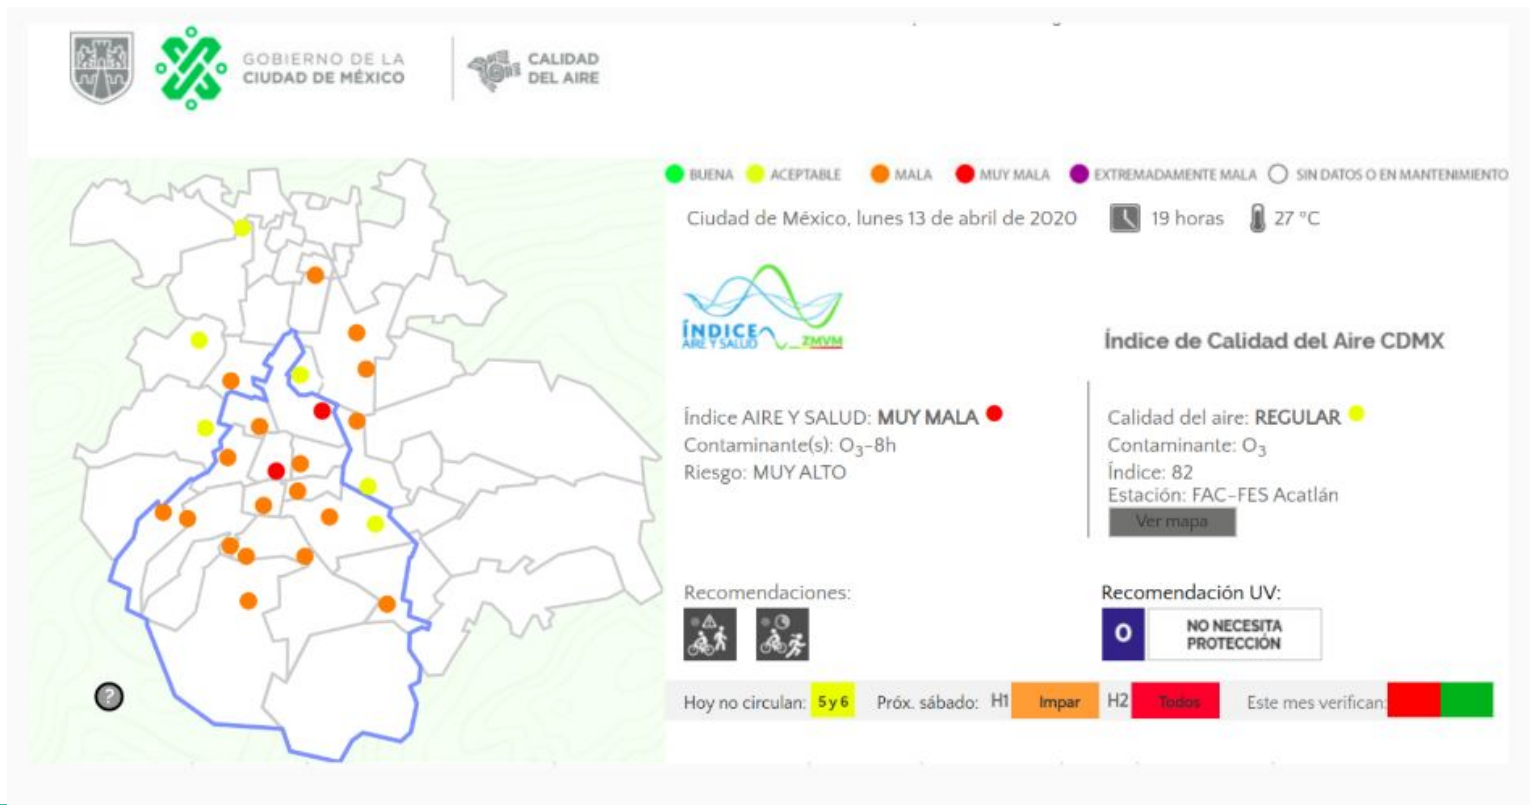 GOBIERNO DE LA
CIUDAD DE MÉXICO
CALIDAD
DEL AIRE
BUENA ACEPTABLE MALA MUY MALA EXTREMADAMENTE MALA SIN DATOS O EN MANTENIMIENTO
Ciudad de México, lunes 13 de abril de 2020 19 horas 27 °C
ÍNDICE
AIRE Y SALUD ZMVM
Índice de Calidad del Aire CDMX
Índice AIRE Y SALUD: MUY MALA
Contaminante(s): O3-8h
Riesgo: MUY ALTO
Calidad del aire: REGULAR
Contaminante: O3
Índice: 82
Estación: FAC-FES Acatlán
Ver mapa
Recomendaciones:
Recomendación UV:
0 NO NECESITA
PROTECCIÓN
?
Hoy no circulan: 5 y 6 Próx. sábado: H1 Impar H2 Todos Este mes verifican: